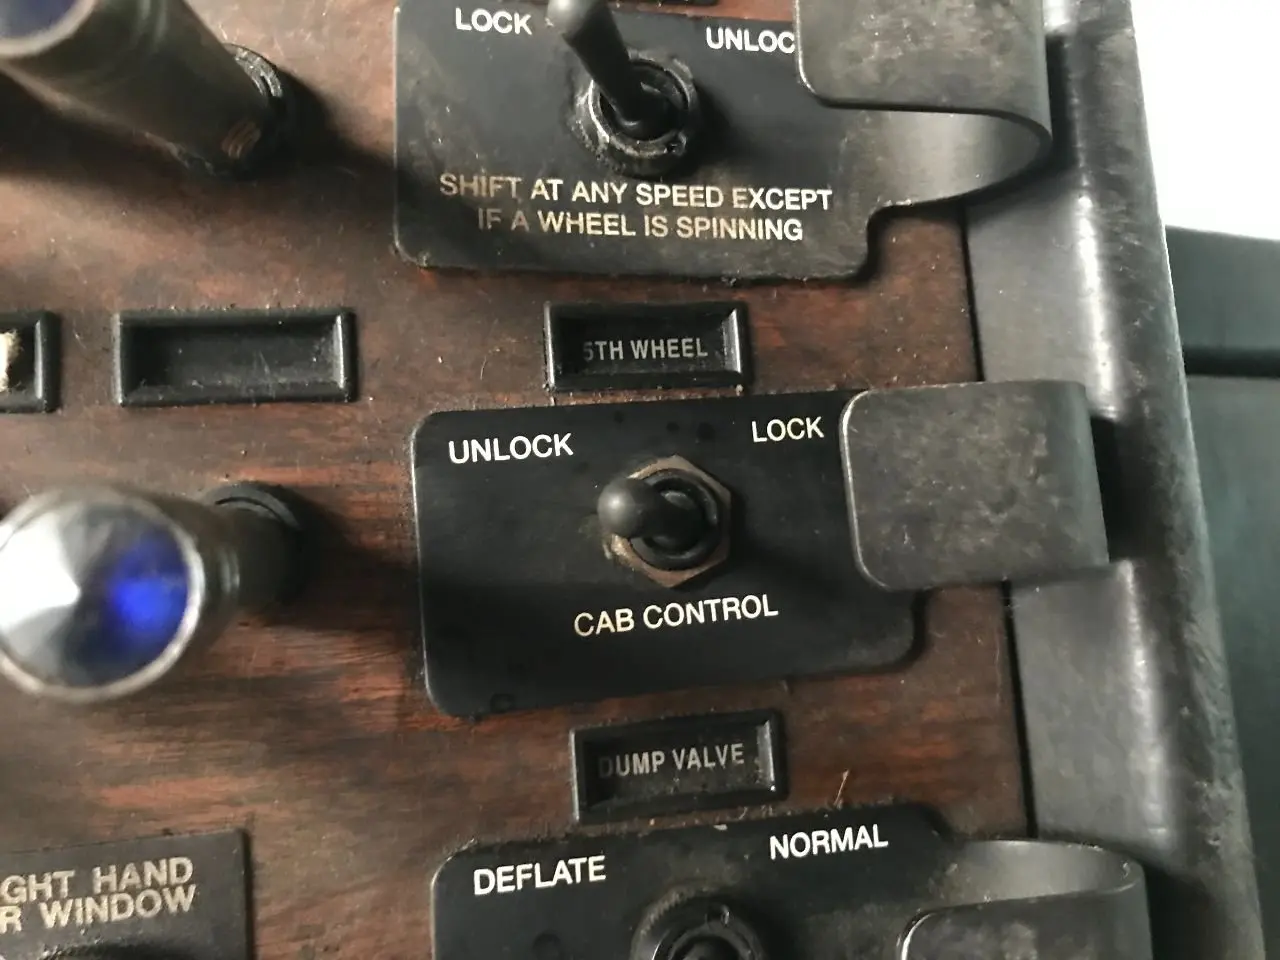 LOCK UNLOC
SHIFT AT ANY SPEED EXCEPT
IF A WHEEL IS SPINNING
5TH WHEEL
UNLOCK LOCK
CAB CONTROL
DUMP VALVE
DEFLATE NORMAL
GHT HAND
R WINDOW